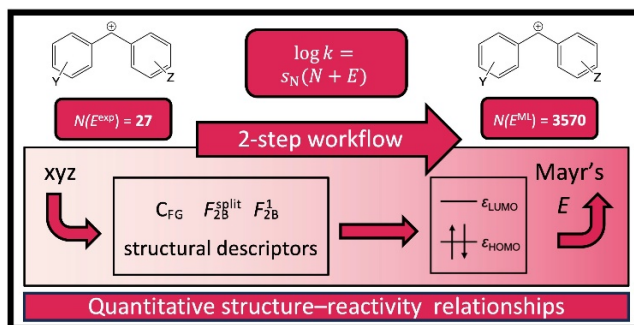 ⊕
Y
Z
log k =
s_N(N + E)
⊕
Y
Z
N(E^exp) = 27
2-step workflow
N(E^ML) = 3570
xyz
C_FG F_2B^split F_2B^1
structural descriptors
ε_LUMO
ε_HOMO
Mayr's
E
Quantitative structure–reactivity relationships